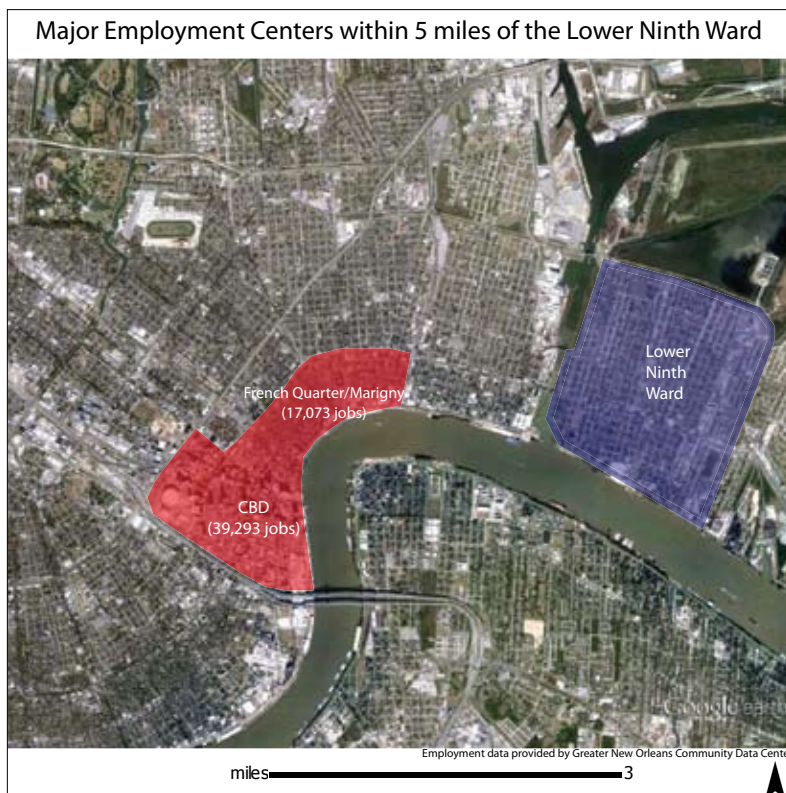 Major Employment Centers within 5 miles of the Lower Ninth Ward
Lower
Ninth
Ward
French Quarter/Marigny
(17,073 jobs)
CBD
(39,293 jobs)
Google earth
Employment data provided by Greater New Orleans Community Data Cente
miles
3